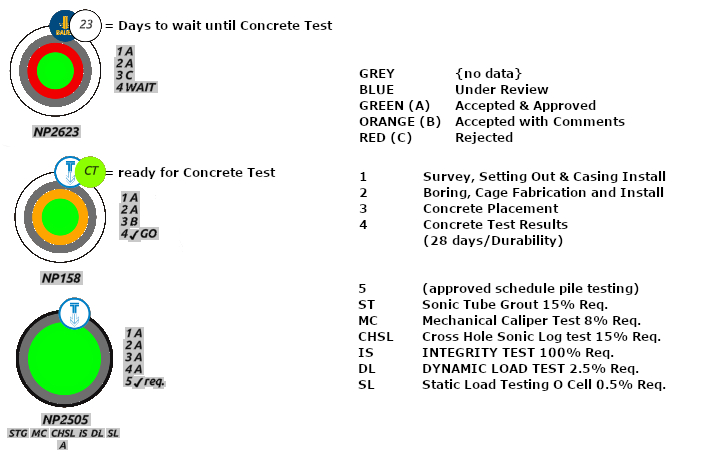 BAUER
23 = Days to wait until Concrete Test
1 A
2 A
3 C
4 WAIT
NP2623
CT = ready for Concrete Test
1 A
2 A
3 B
4 ✓GO
NP158
1 A
2 A
3 A
4 A
5 ✓req.
NP2505
STG MC CHSL IS DL SL
A
GREY {no data}
BLUE Under Review
GREEN (A) Accepted & Approved
ORANGE (B) Accepted with Comments
RED (C) Rejected
1 Survey, Setting Out & Casing Install
2 Boring, Cage Fabrication and Install
3 Concrete Placement
4 Concrete Test Results
(28 days/Durability)
5 (approved schedule pile testing)
ST Sonic Tube Grout 15% Req.
MC Mechanical Caliper Test 8% Req.
CHSL Cross Hole Sonic Log test 15% Req.
IS INTEGRITY TEST 100% Req.
DL DYNAMIC LOAD TEST 2.5% Req.
SL Static Load Testing O Cell 0.5% Req.